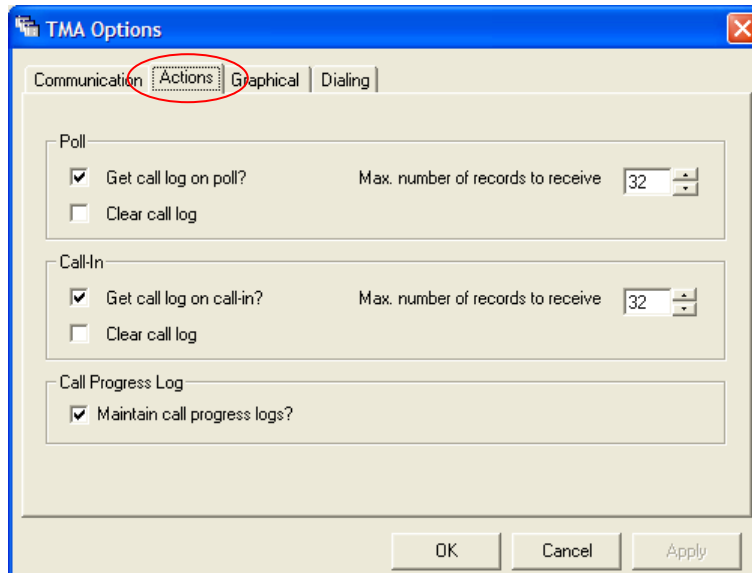 TMA Options
Communication Actions Graphical Dialing
Poll
Get call log on poll? Max. number of records to receive 32
Clear call log
Call-In
Get call log on call-in? Max. number of records to receive 32
Clear call log
Call Progress Log
Maintain call progress logs?
OK Cancel Apply